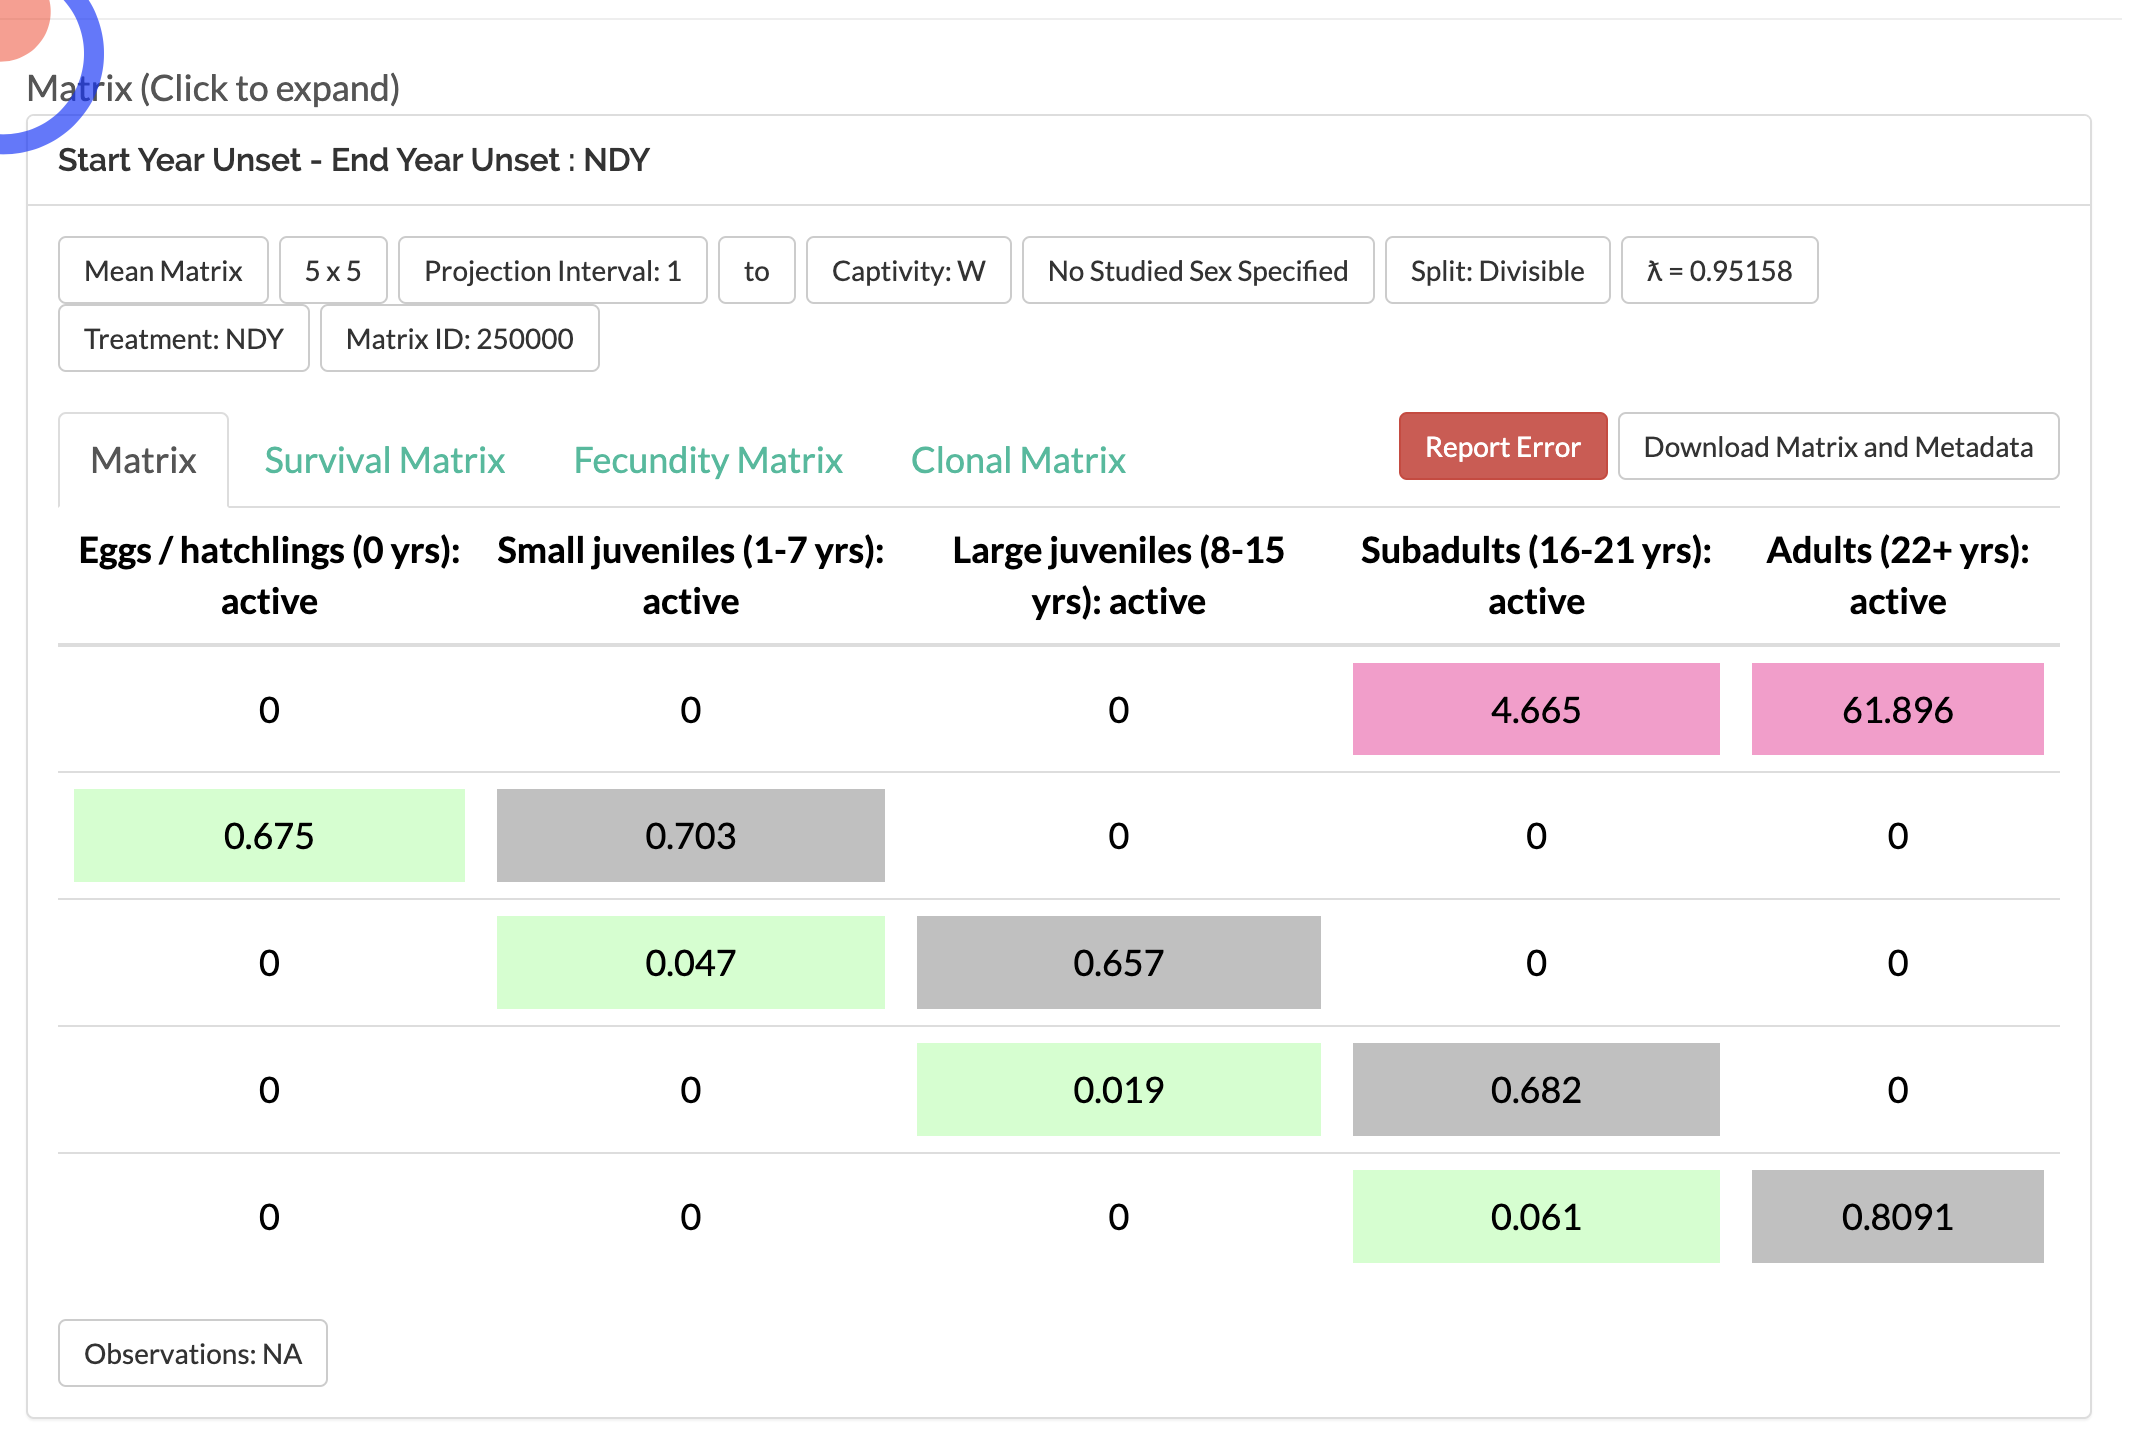 Matrix (Click to expand)
Start Year Unset - End Year Unset : NDY
Mean Matrix 5 x 5 Projection Interval: 1 to Captivity: W No Studied Sex Specified Split: Divisible ƛ = 0.95158
Treatment: NDY Matrix ID: 250000
Matrix Survival Matrix Fecundity Matrix Clonal Matrix Report Error Download Matrix and Metadata
Eggs / hatchlings (0 yrs): Small juveniles (1-7 yrs): Large juveniles (8-15 Subadults (16-21 yrs): Adults (22+ yrs):
active active yrs): active active active
0 0 0 4.665 61.896
0.675 0.703 0 0 0
0 0.047 0.657 0 0
0 0 0.019 0.682 0
0 0 0 0.061 0.8091
Observations: NA